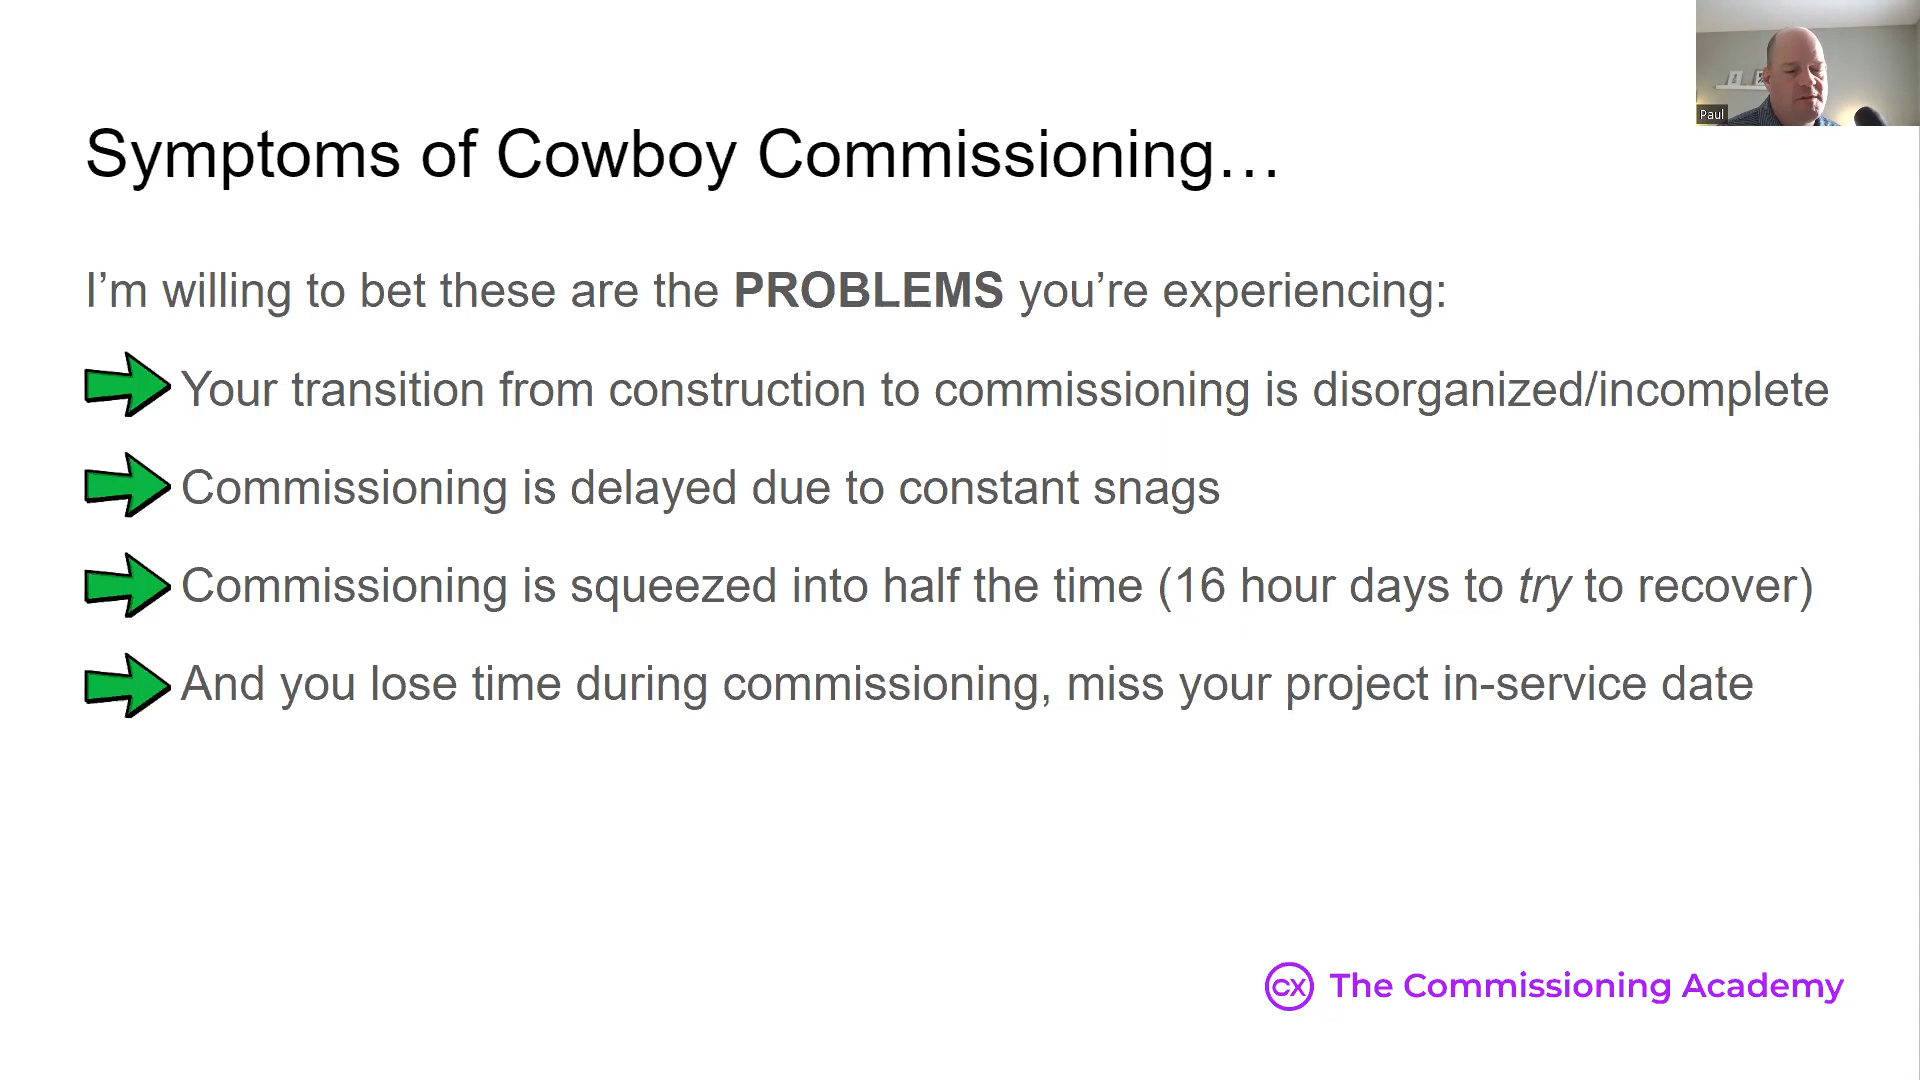 Paul
Symptoms of Cowboy Commissioning…
I’m willing to bet these are the PROBLEMS you’re experiencing:
Your transition from construction to commissioning is disorganized/incomplete
Commissioning is delayed due to constant snags
Commissioning is squeezed into half the time (16 hour days to try to recover)
And you lose time during commissioning, miss your project in-service date
CX The Commissioning Academy